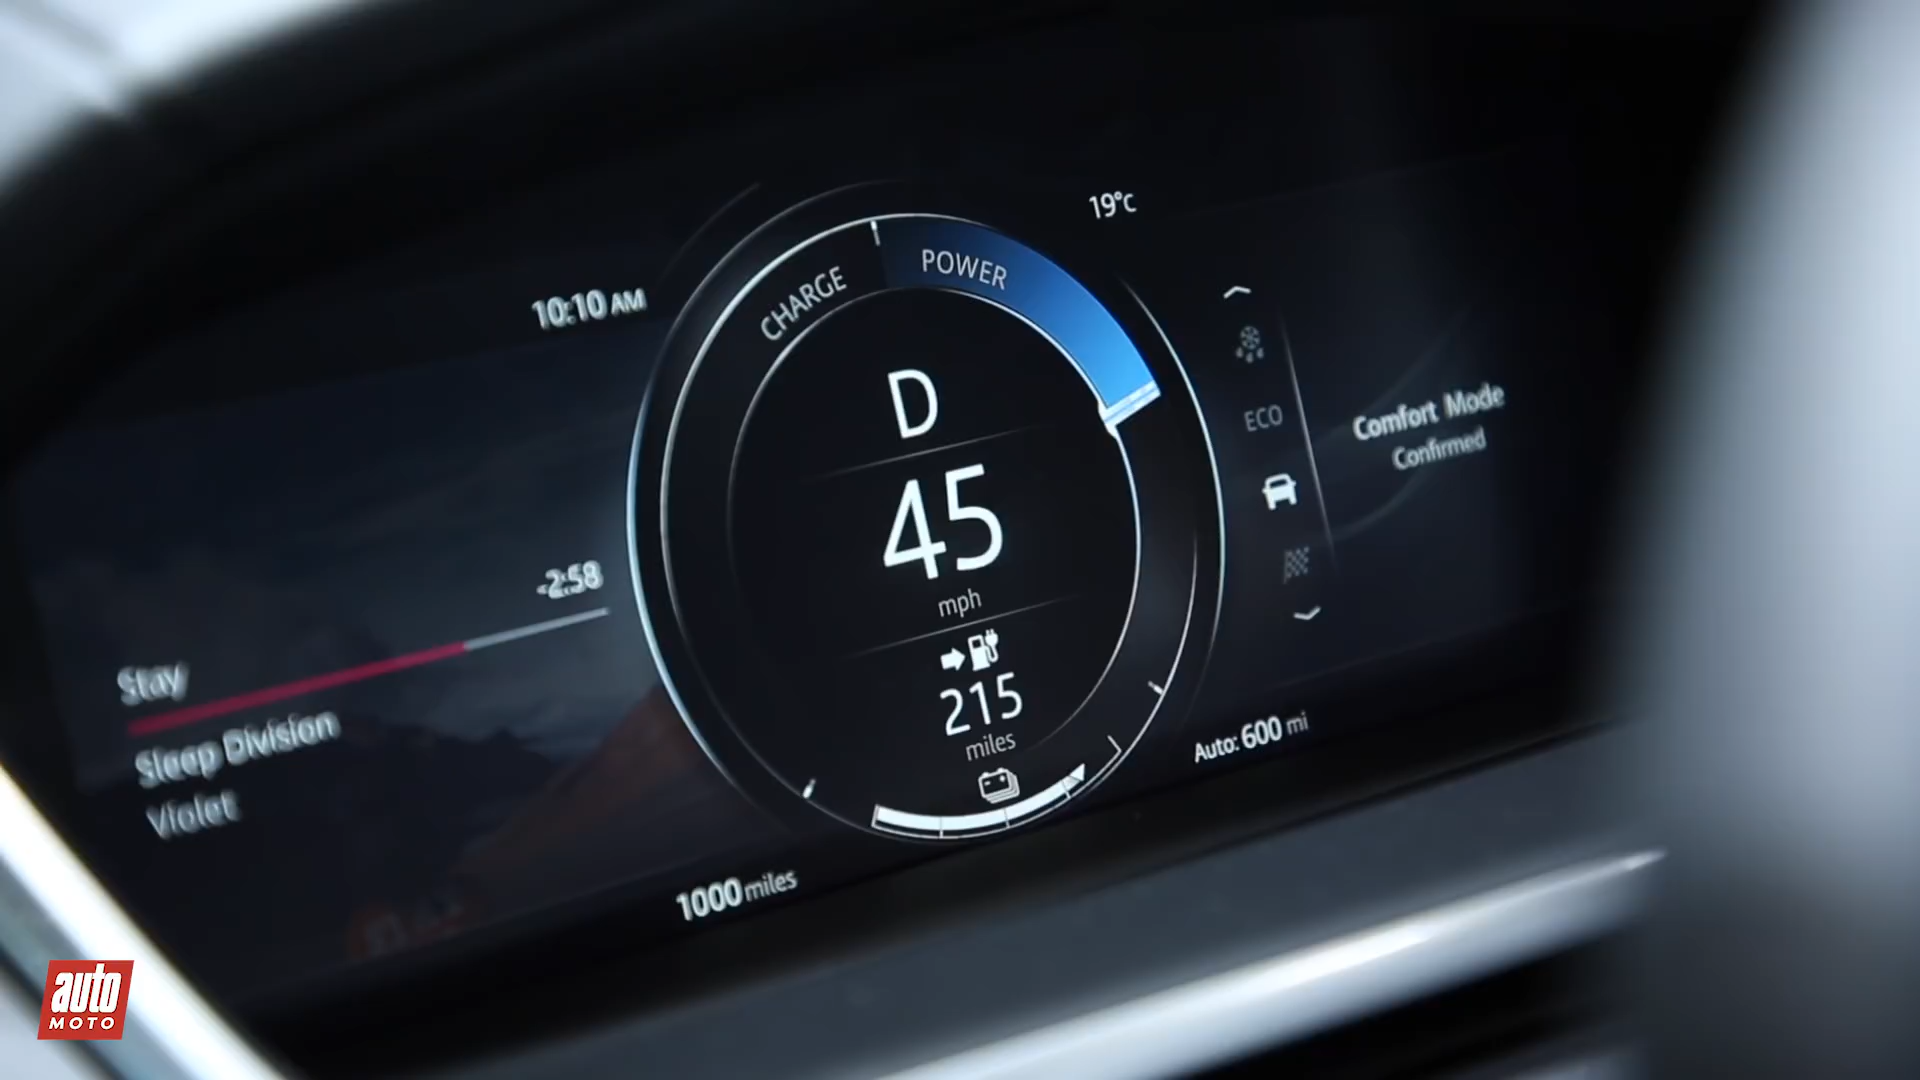 19°C
10:10 AM
CHARGE
POWER
D
45
mph
215
miles
ECO
Comfort Mode
Confirmed
-2:58
Stay
Sleep Division
Violet
Auto: 600 mi
1000 miles
auto
MOTO